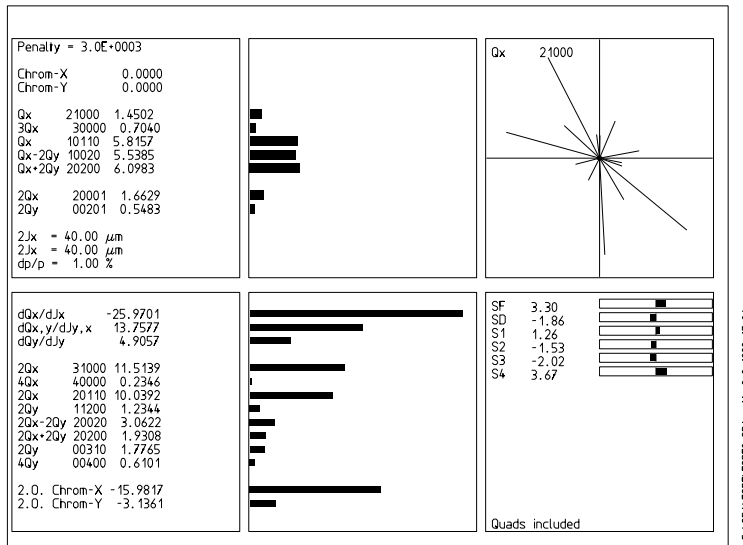 Penalty = 3.0E+0003
Chrom-X 0.0000
Chrom-Y 0.0000
Qx 21000 1.4502
3Qx 30000 0.7040
Qx 10110 5.8157
Qx-2Qy 10020 5.5385
Qx+2Qy 20200 6.0983
2Qx 20001 1.6629
2Qy 00201 0.5483
2Jx = 40.00 μm
2Jx = 40.00 μm
dp/p = 1.00 %
Qx 21000
dQx/dJx -25.9701
dQx,y/dJy,x 13.7577
dQy/dJy 4.9057
2Qx 31000 11.5139
4Qx 40000 0.2346
2Qx 20110 10.0392
2Qy 11200 1.2344
2Qx-2Qy 20020 3.0622
2Qx+2Qy 20200 1.9308
2Qy 00310 1.7765
4Qy 00400 0.6101
2.O. Chrom-X -15.9817
2.O. Chrom-Y -3.1361
SF 3.30
SD -1.86
S1 1.26
S2 -1.53
S3 -2.02
S4 3.67
Quads included